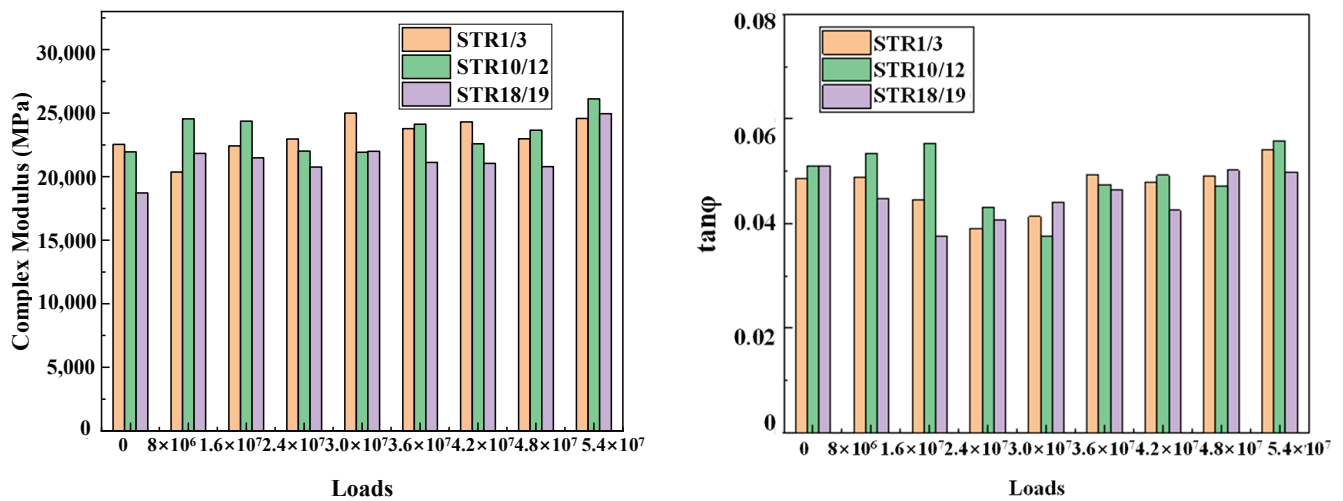 Complex Modulus (MPa)
30,000
25,000
20,000
15,000
10,000
5,000
0
STR1/3
STR10/12
STR18/19
0 8×10⁶ 1.6×10⁷ 2.4×10⁷ 3.0×10⁷ 3.6×10⁷ 4.2×10⁷ 4.8×10⁷ 5.4×10⁷
Loads
tanφ
0.08
0.06
0.04
0.02
0
STR1/3
STR10/12
STR18/19
0 8×10⁶ 1.6×10⁷ 2.4×10⁷ 3.0×10⁷ 3.6×10⁷ 4.2×10⁷ 4.8×10⁷ 5.4×10⁷
Loads